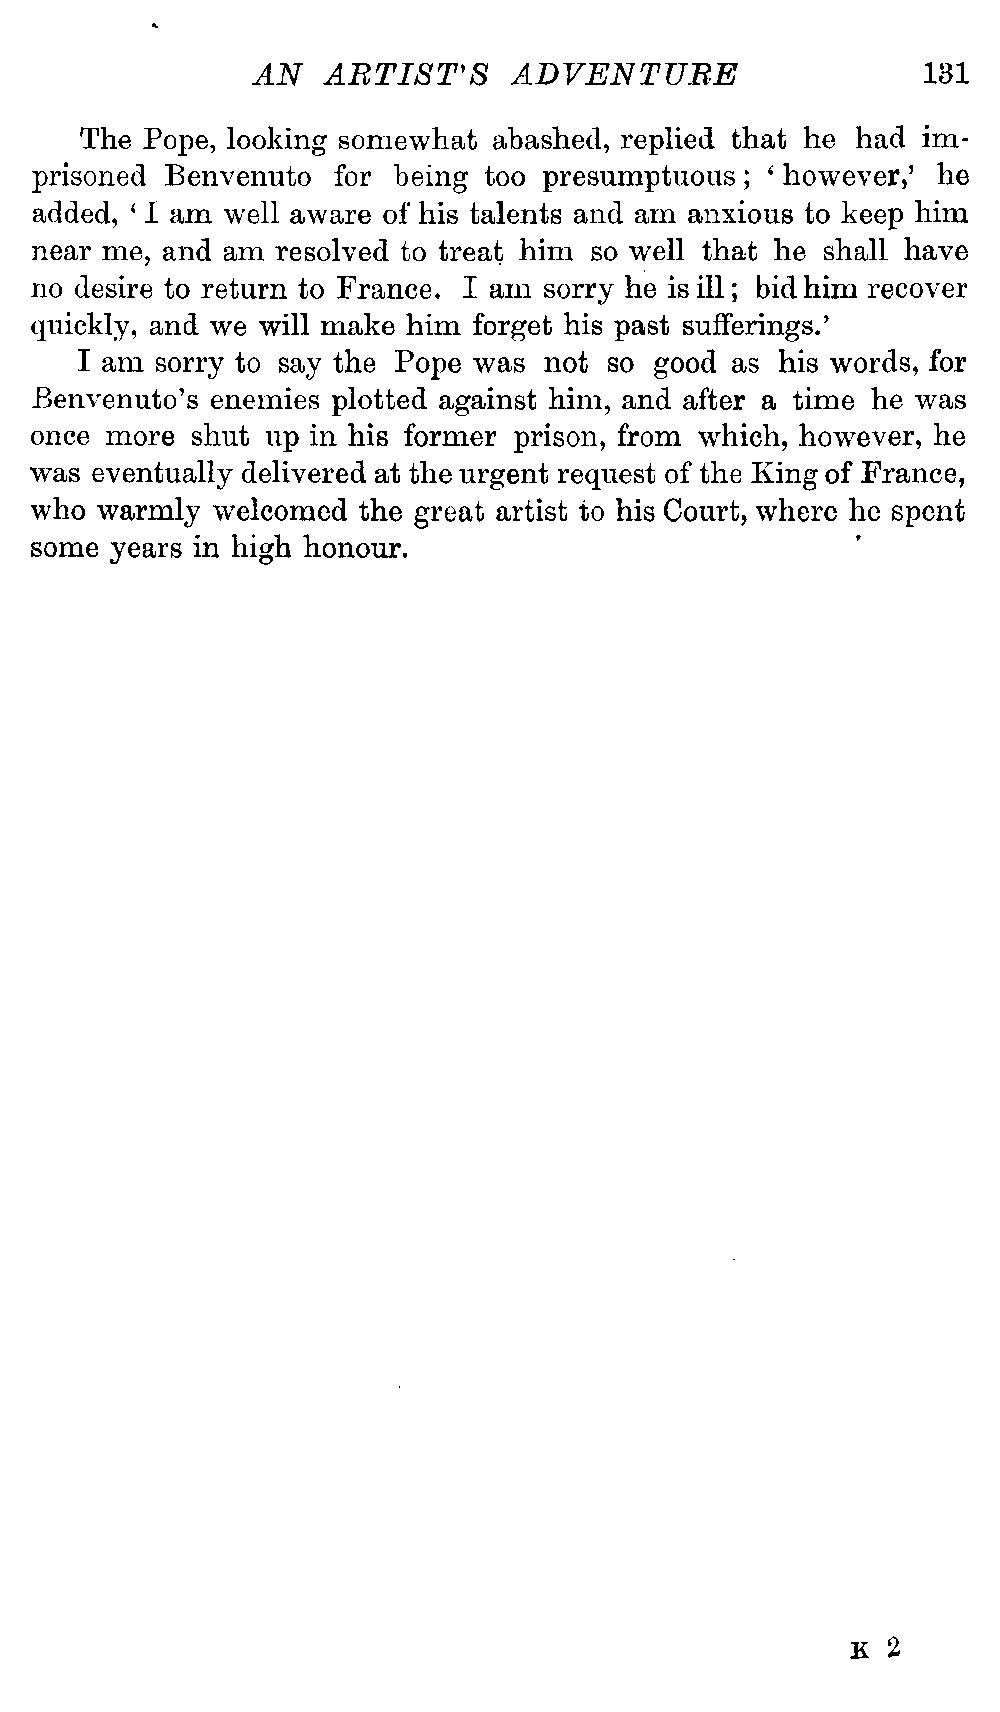 AN ARTIST'S ADVENTURE 131
The Pope, looking somewhat abashed, replied that he had im-
prisoned Benvenuto for being too presumptuous; ‘however,’ he
added, ‘I am well aware of his talents and am anxious to keep him
near me, and am resolved to treat him so well that he shall have
no desire to return to France. I am sorry he is ill; bid him recover
quickly, and we will make him forget his past sufferings.’
I am sorry to say the Pope was not so good as his words, for
Benvenuto’s enemies plotted against him, and after a time he was
once more shut up in his former prison, from which, however, he
was eventually delivered at the urgent request of the King of France,
who warmly welcomed the great artist to his Court, where he spent
some years in high honour.
K 2